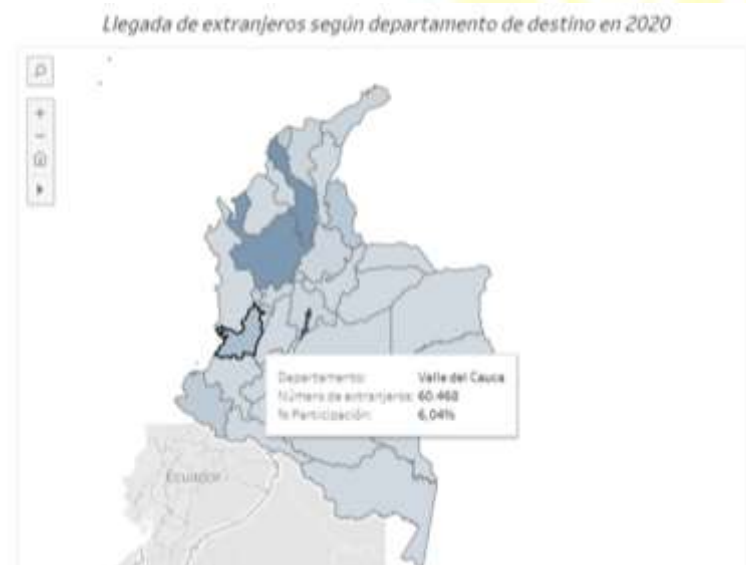 Llegada de extranjeros según departamento de destino en 2020
Departamento: Valle del Cauca
Número de extranjeros: 60.468
% Participación: 6,04%
Ecuador